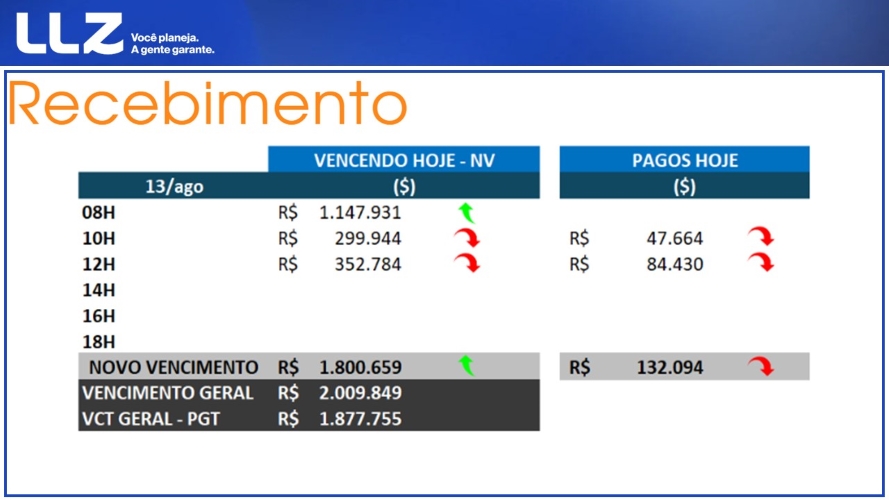 LLZ Você planeja.
A gente garante.
Recebimento
VENCENDO HOJE - NV PAGOS HOJE
13/ago ($) ($)
08H R$ 1.147.931
10H R$ 299.944 R$ 47.664
12H R$ 352.784 R$ 84.430
14H
16H
18H
NOVO VENCIMENTO R$ 1.800.659 R$ 132.094
VENCIMENTO GERAL R$ 2.009.849
VCT GERAL - PGT R$ 1.877.755